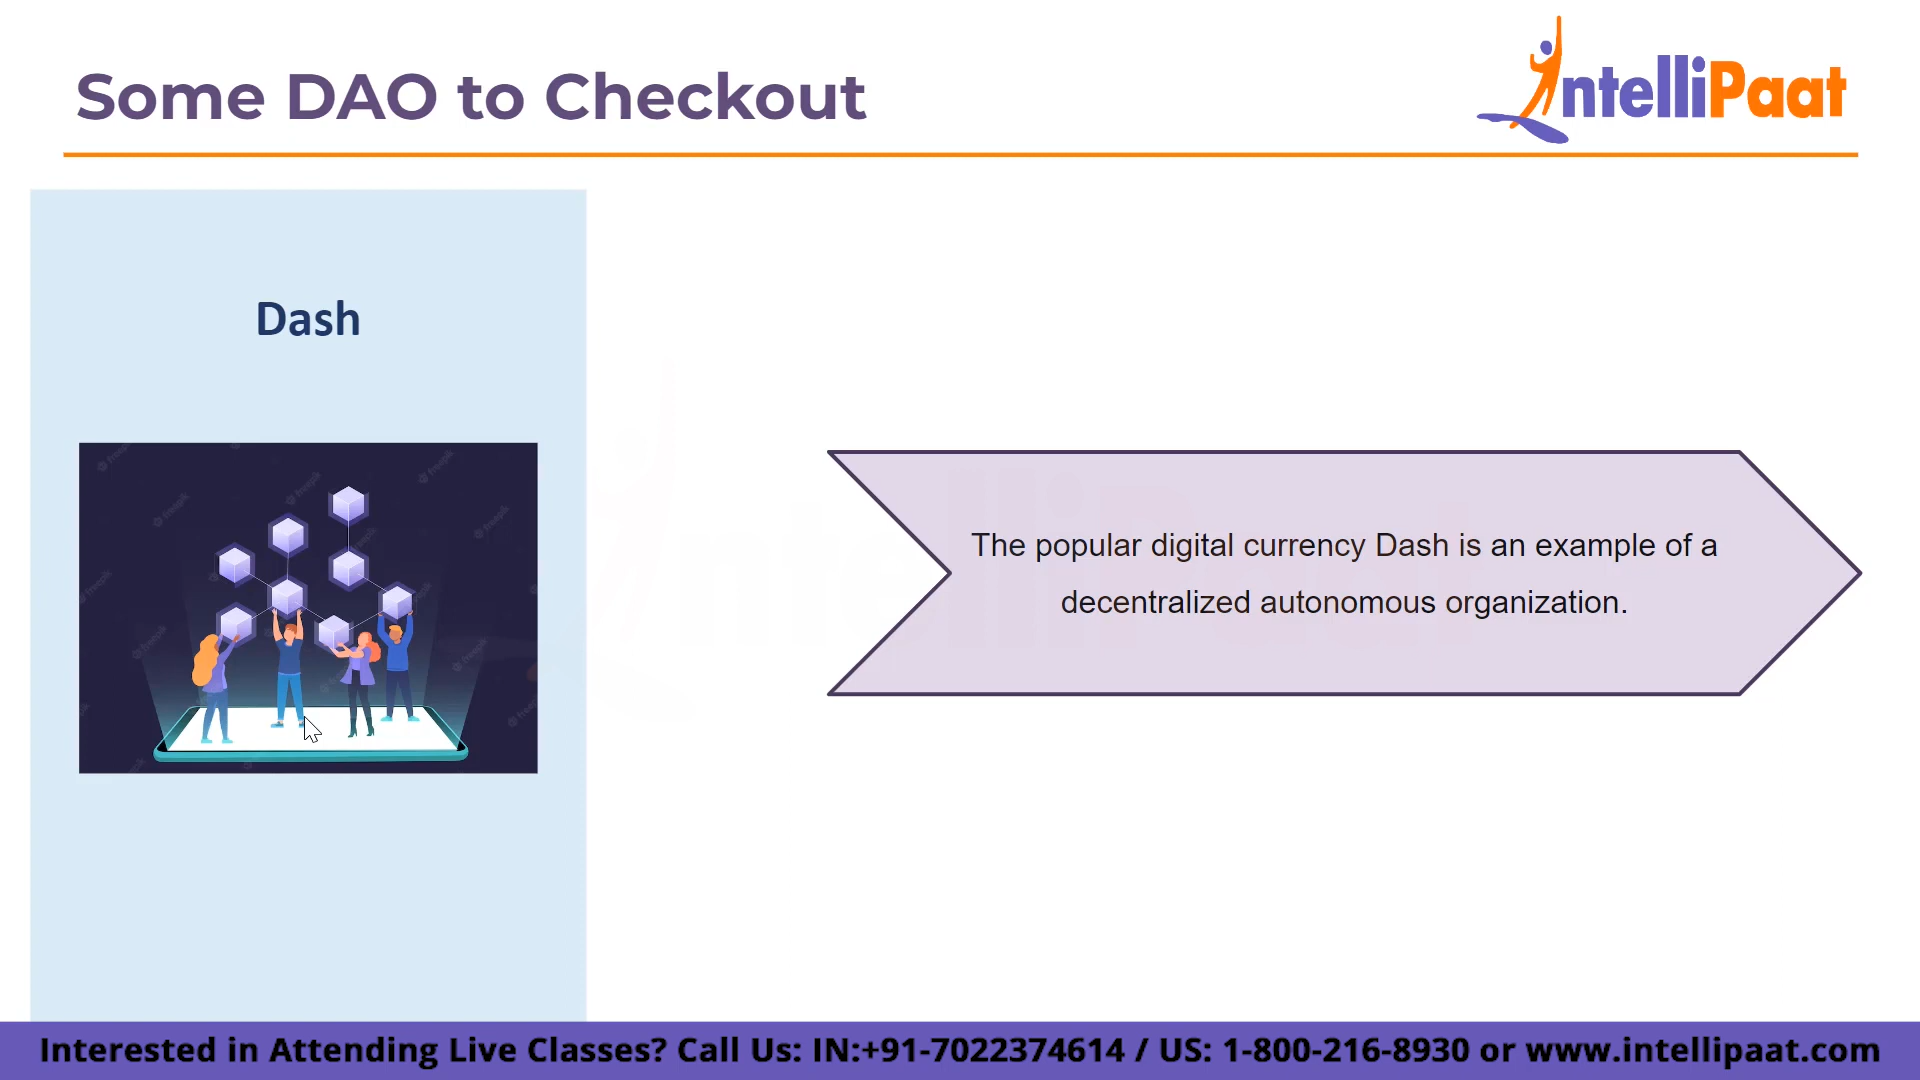 Some DAO to Checkout
IntelliPaat
Dash
The popular digital currency Dash is an example of a
decentralized autonomous organization.
Interested in Attending Live Classes? Call Us: IN:+91-7022374614 / US: 1-800-216-8930 or www.intellipaat.com